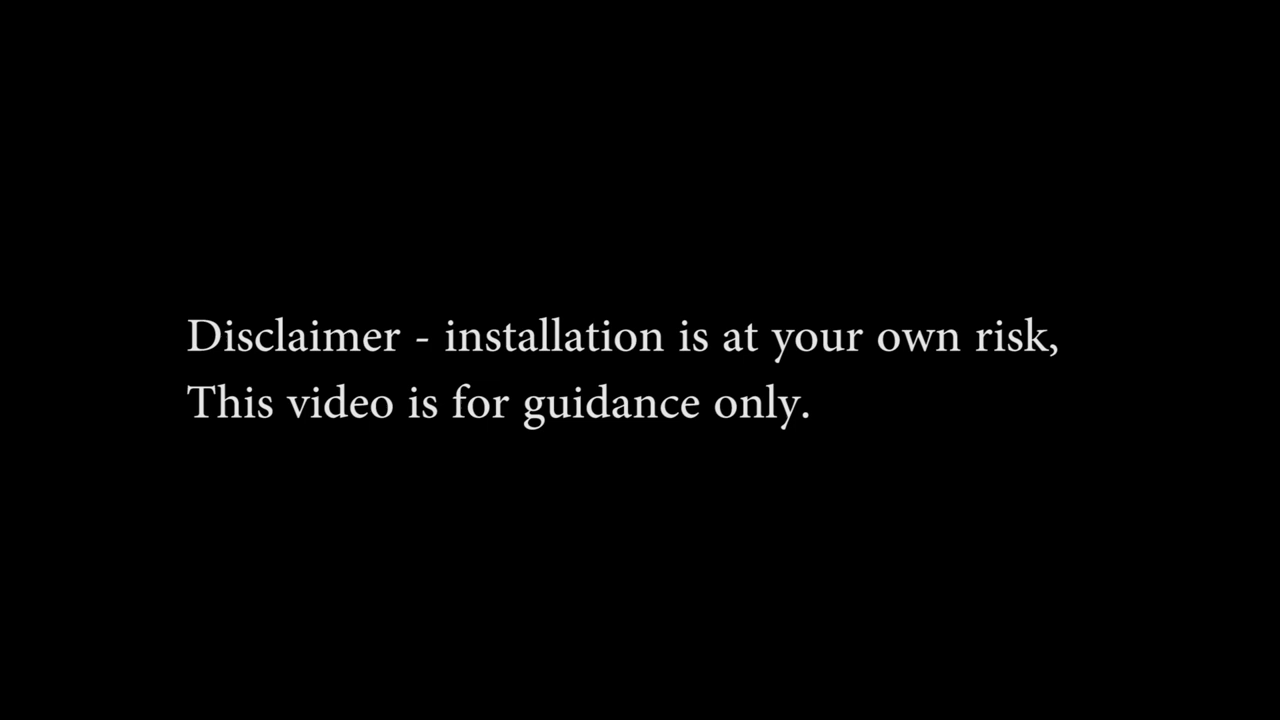 Disclaimer - installation is at your own risk,
This video is for guidance only.